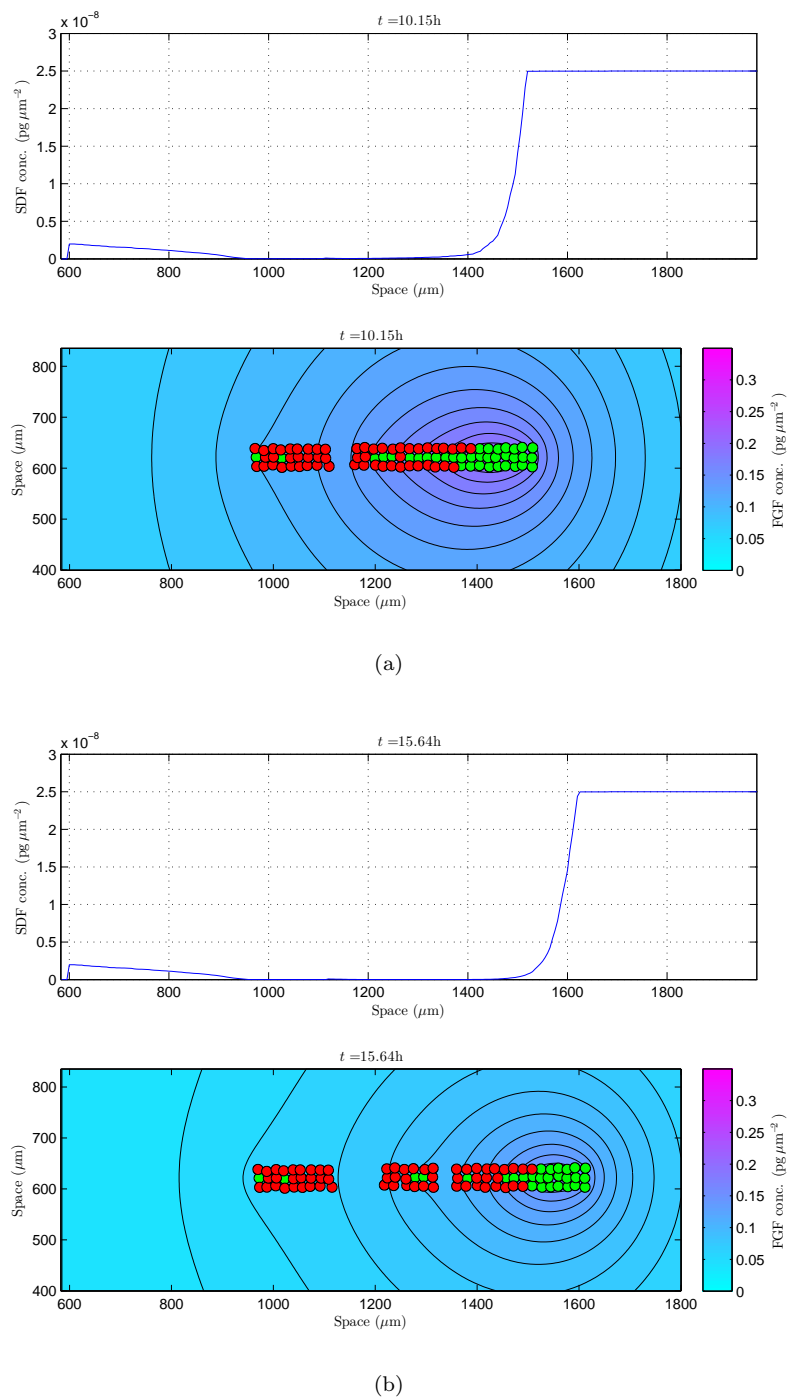 x 10⁻⁸
t =10.15h
3
2.5
2
1.5
1
0.5
0
SDF conc. (pg μm⁻²)
600 800 1000 1200 1400 1600 1800
Space (μm)
t =10.15h
800
700
600
500
400
Space (μm)
600 800 1000 1200 1400 1600 1800
Space (μm)
0.3
0.25
0.2
0.15
0.1
0.05
0
FGF conc. (pg μm⁻²)
(a)
x 10⁻⁸
t =15.64h
3
2.5
2
1.5
1
0.5
0
SDF conc. (pg μm⁻²)
600 800 1000 1200 1400 1600 1800
Space (μm)
t =15.64h
800
700
600
500
400
Space (μm)
600 800 1000 1200 1400 1600 1800
Space (μm)
0.3
0.25
0.2
0.15
0.1
0.05
0
FGF conc. (pg μm⁻²)
(b)